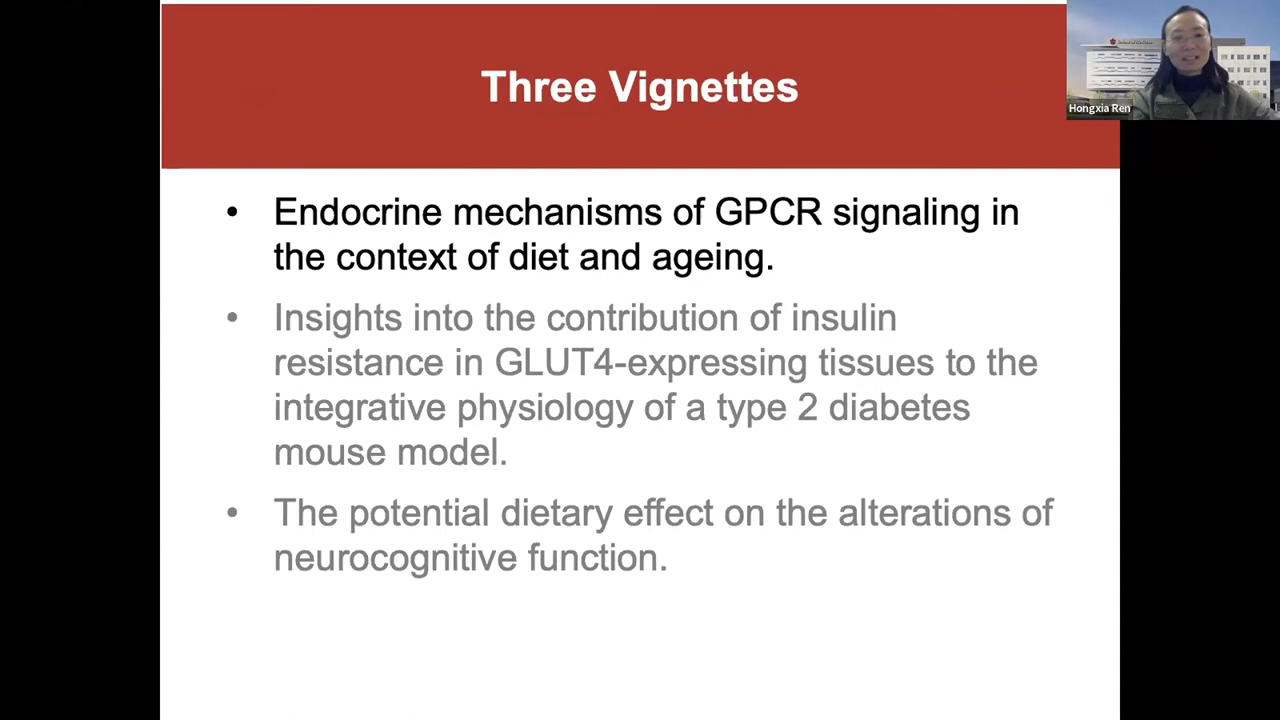 Three Vignettes
Hongxia Ren
• Endocrine mechanisms of GPCR signaling in
the context of diet and ageing.
• Insights into the contribution of insulin
resistance in GLUT4-expressing tissues to the
integrative physiology of a type 2 diabetes
mouse model.
• The potential dietary effect on the alterations of
neurocognitive function.